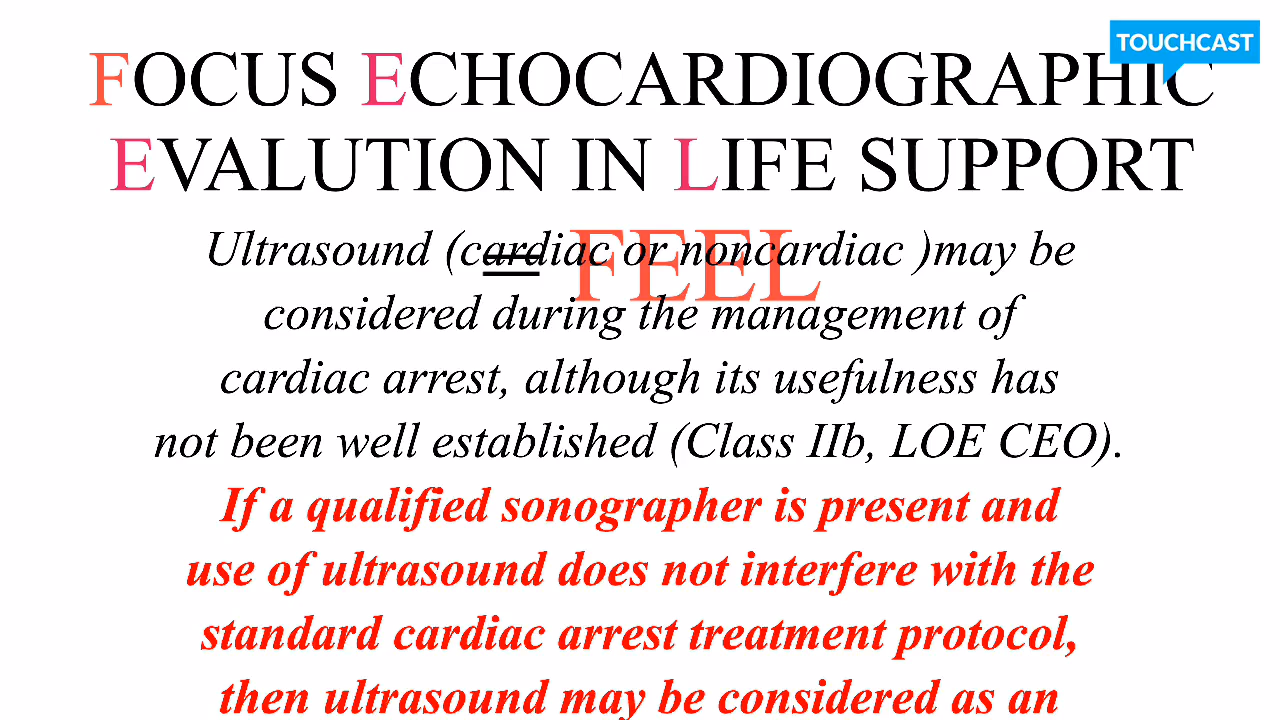 TOUCHCAST
FOCUS ECHOCARDIOGRAPHIC
EVALUTION IN LIFE SUPPORT
FEEL
Ultrasound (cardiac or noncardiac )may be
considered during the management of
cardiac arrest, although its usefulness has
not been well established (Class IIb, LOE CEO).
If a qualified sonographer is present and
use of ultrasound does not interfere with the
standard cardiac arrest treatment protocol,
then ultrasound may be considered as an